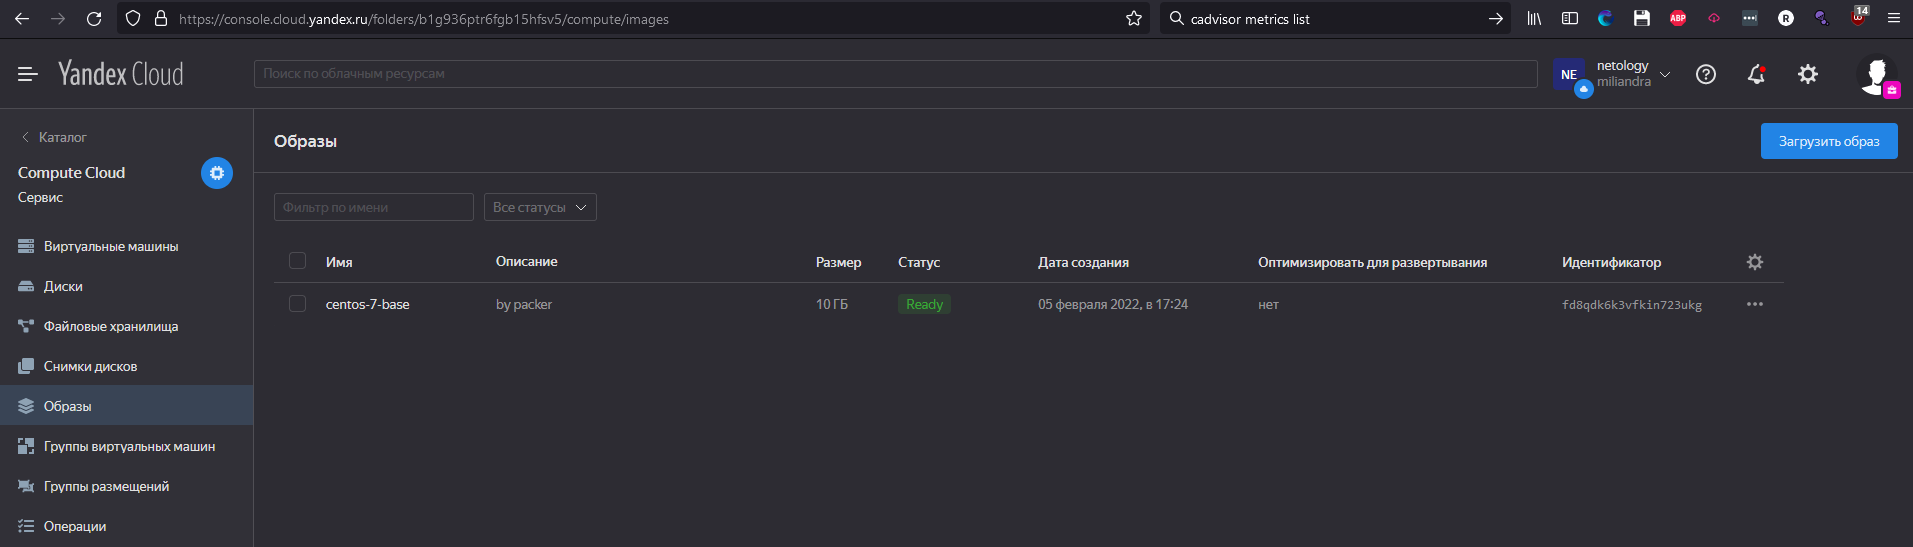 https://console.cloud.yandex.ru/folders/b1g936ptr6fgb15hfsv5/compute/images
cadvisor metrics list
ABP
R
14
Yandex Cloud
Поиск по облачным ресурсам
NE
netology
miliandra
Каталог
Compute Cloud
Сервис
Виртуальные машины
Диски
Файловые хранилища
Снимки дисков
Образы
Группы виртуальных машин
Группы размещений
Операции
Образы
Загрузить образ
Фильтр по имени
Все статусы
Имя Описание Размер Статус Дата создания Оптимизировать для развертывания Идентификатор
centos-7-base by packer 10 ГБ Ready 05 февраля 2022, в 17:24 нет fd8qdk6k3vfkin723ukg